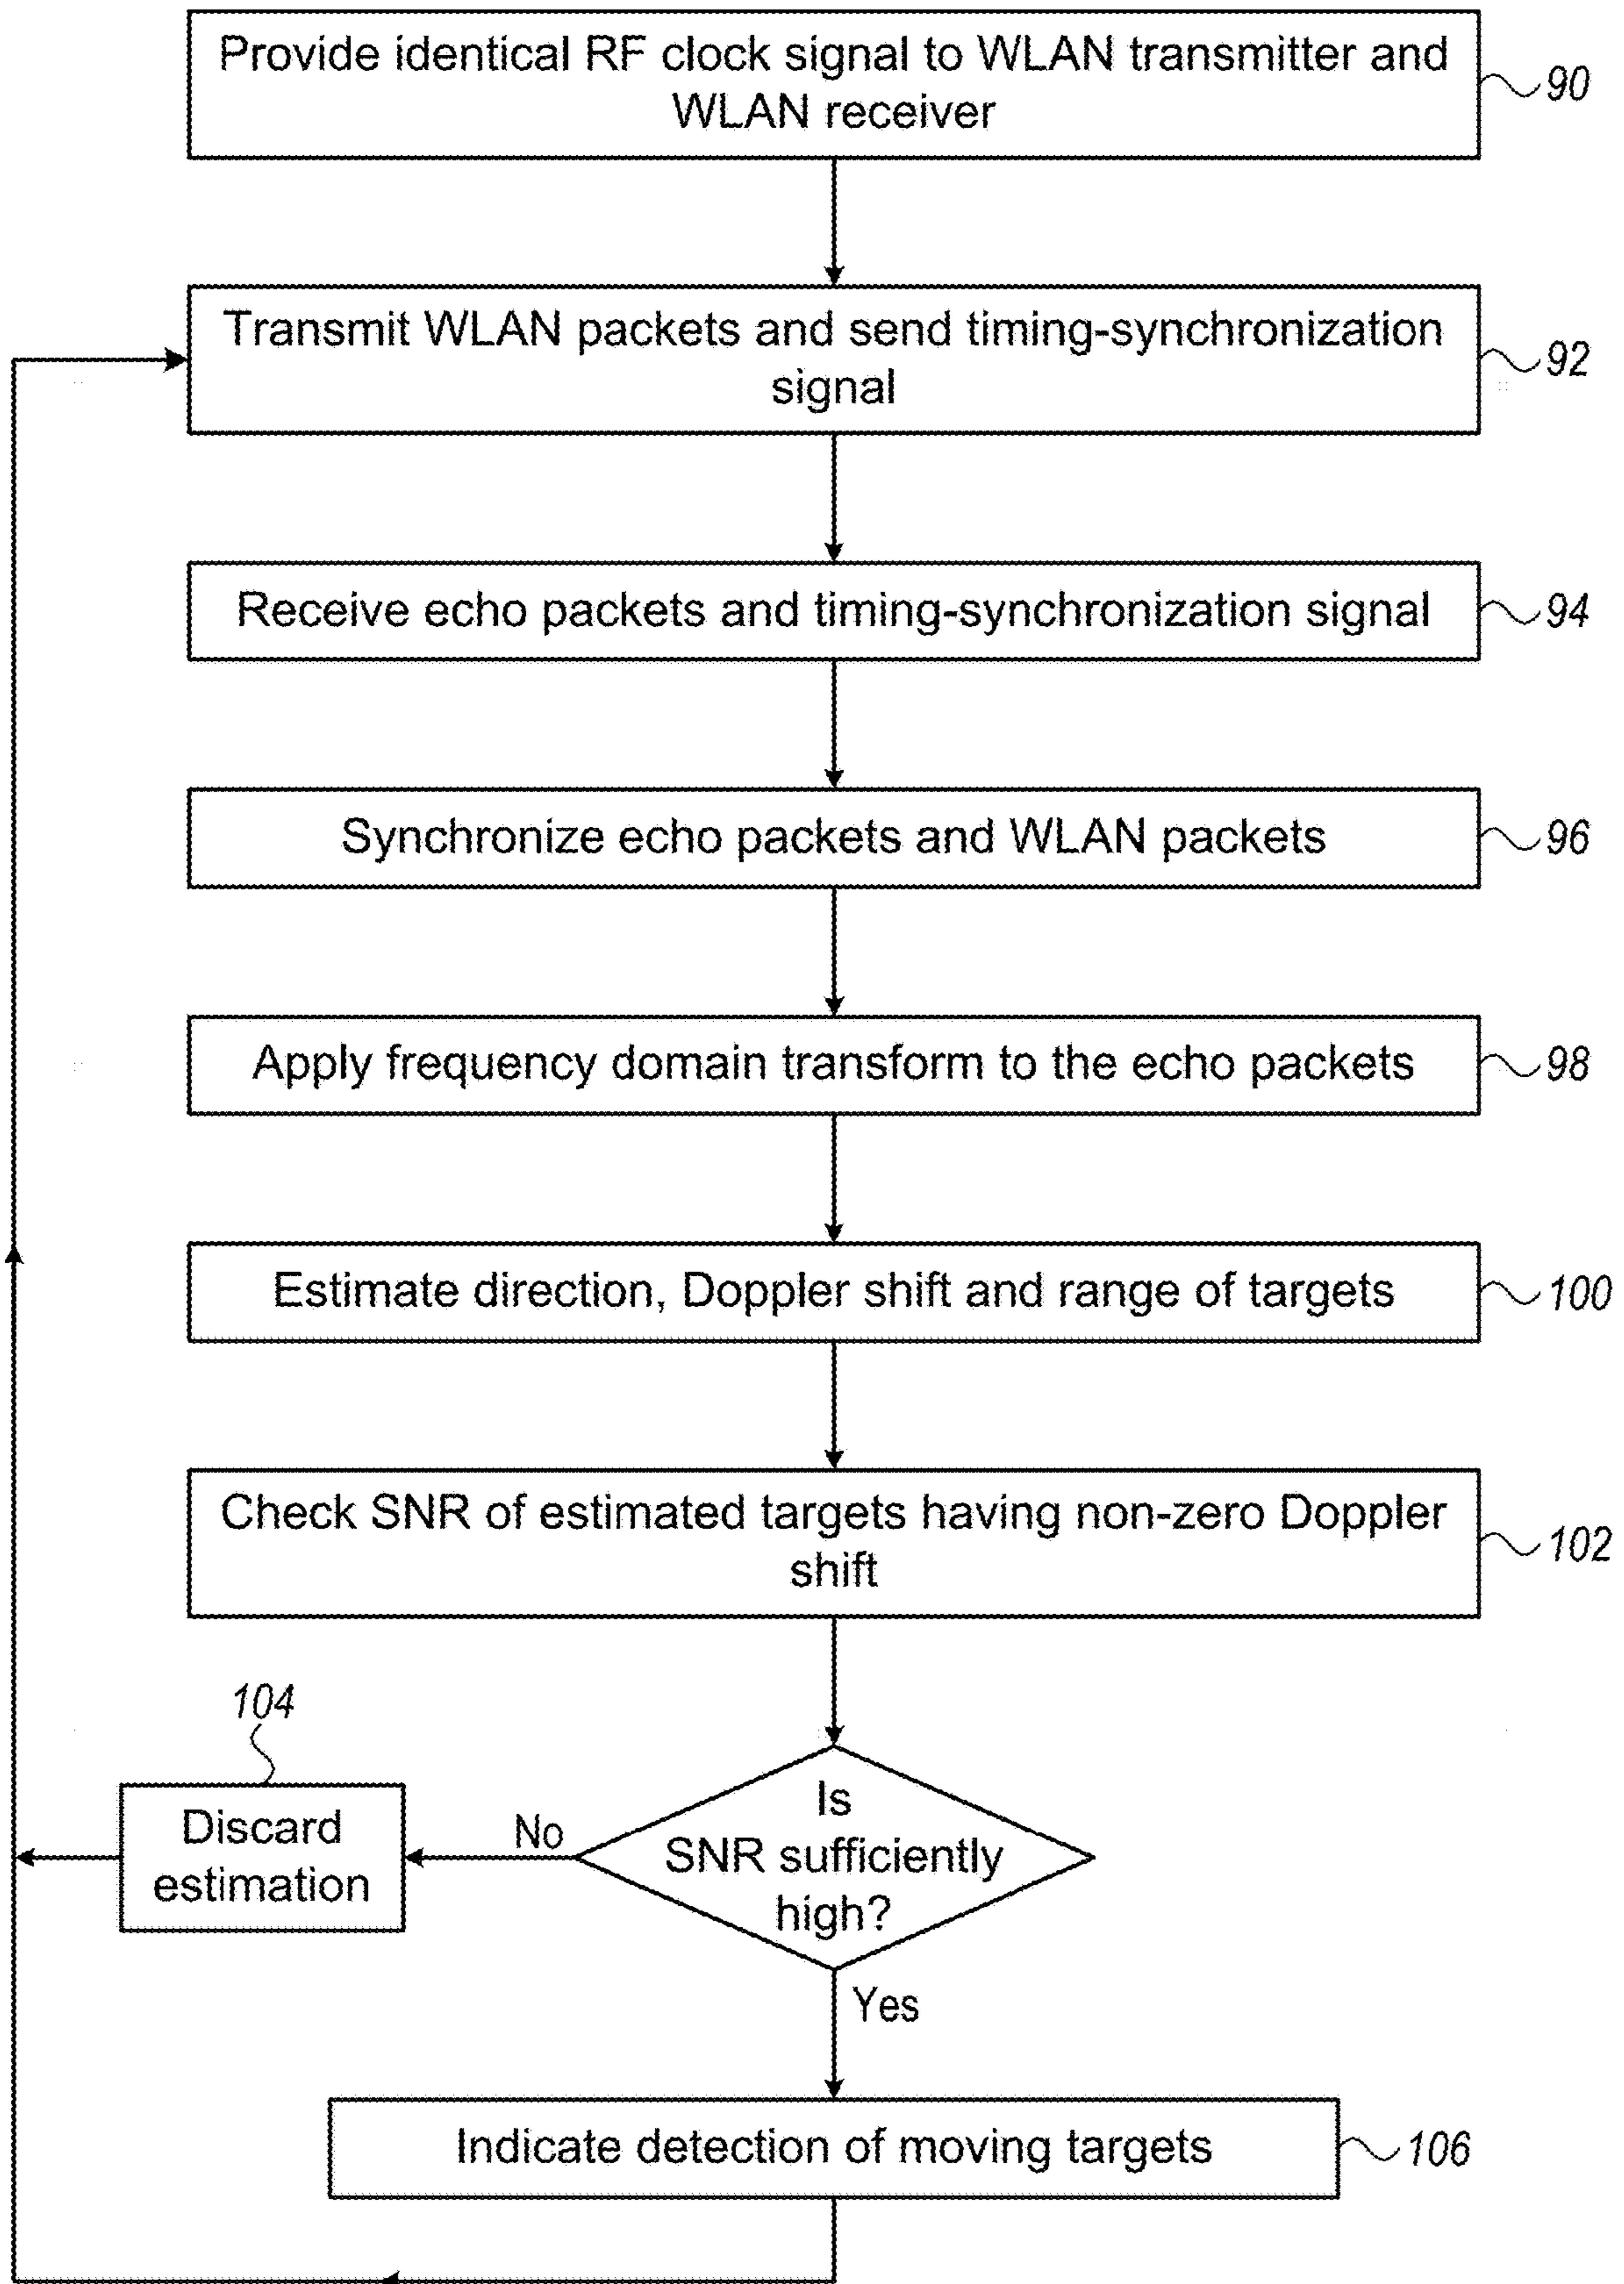 Provide identical RF clock signal to WLAN transmitter and
WLAN receiver
90
Transmit WLAN packets and send timing-synchronization
signal
92
Receive echo packets and timing-synchronization signal
94
Synchronize echo packets and WLAN packets
96
Apply frequency domain transform to the echo packets
98
Estimate direction, Doppler shift and range of targets
100
Check SNR of estimated targets having non-zero Doppler
shift
102
104
Discard
estimation
No
Is
SNR sufficiently
high?
Yes
Indicate detection of moving targets
106